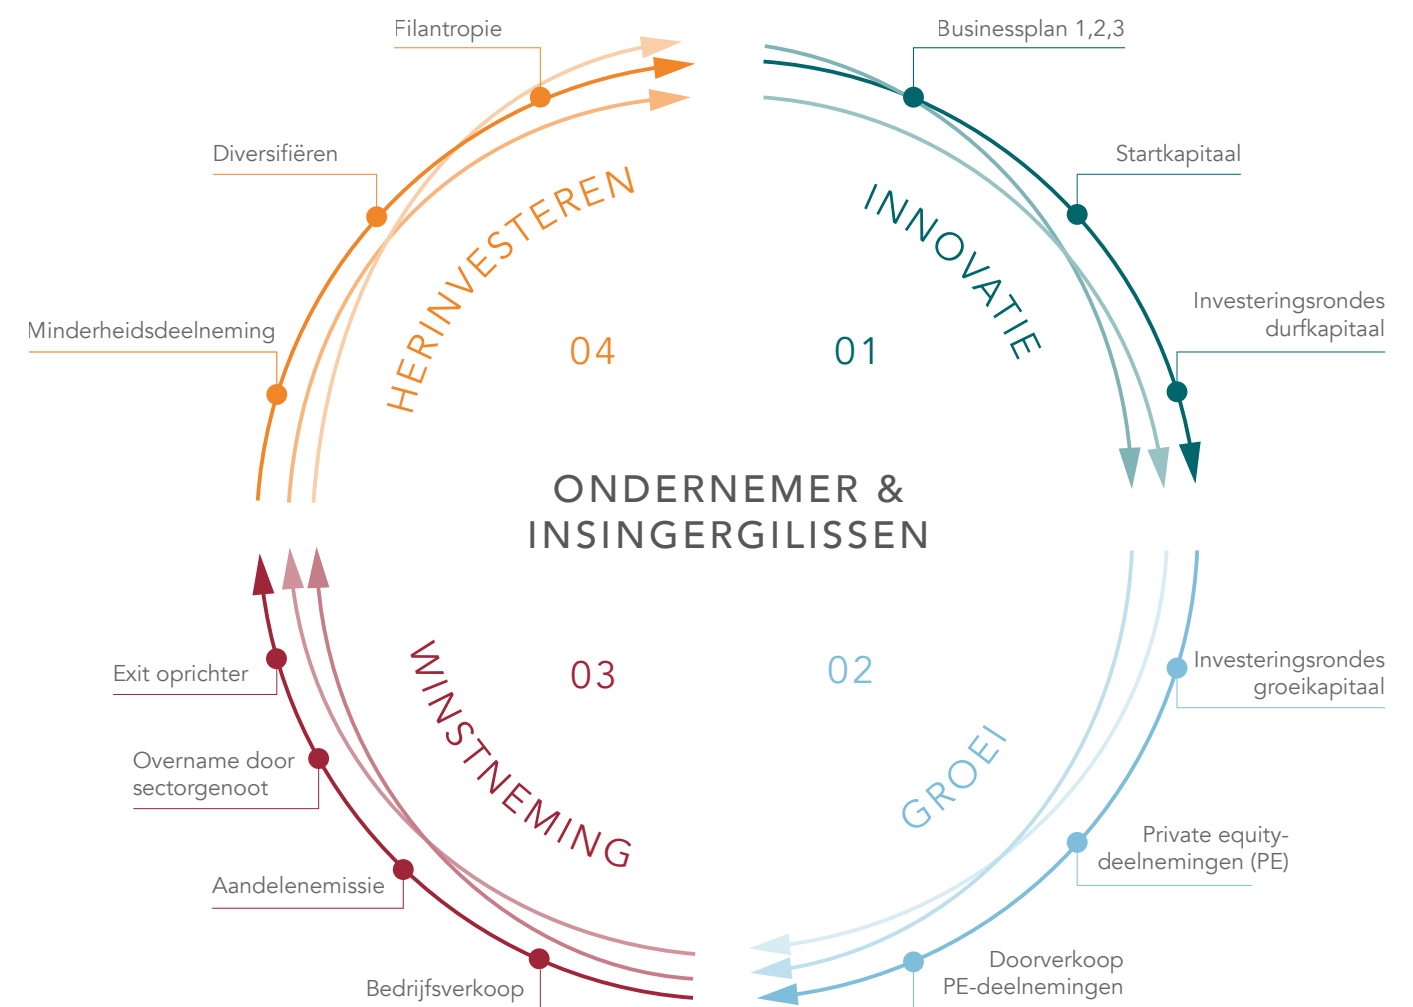 Filantropie
Businessplan 1,2,3
Diversifiëren
Startkapitaal
HERINVESTEREN
INNOVATIE
Minderheidsdeelneming
Investeringsrondes
durfkapitaal
04
01
ONDERNEMER &
INSINGERGILISSEN
03
02
WINSTNEMING
GROEI
Exit oprichter
Investeringsrondes
groeikapitaal
Overname door
sectorgenoot
Private equity-
deelnemingen (PE)
Aandelenemissie
Bedrijfsverkoop
Doorverkoop
PE-deelnemingen